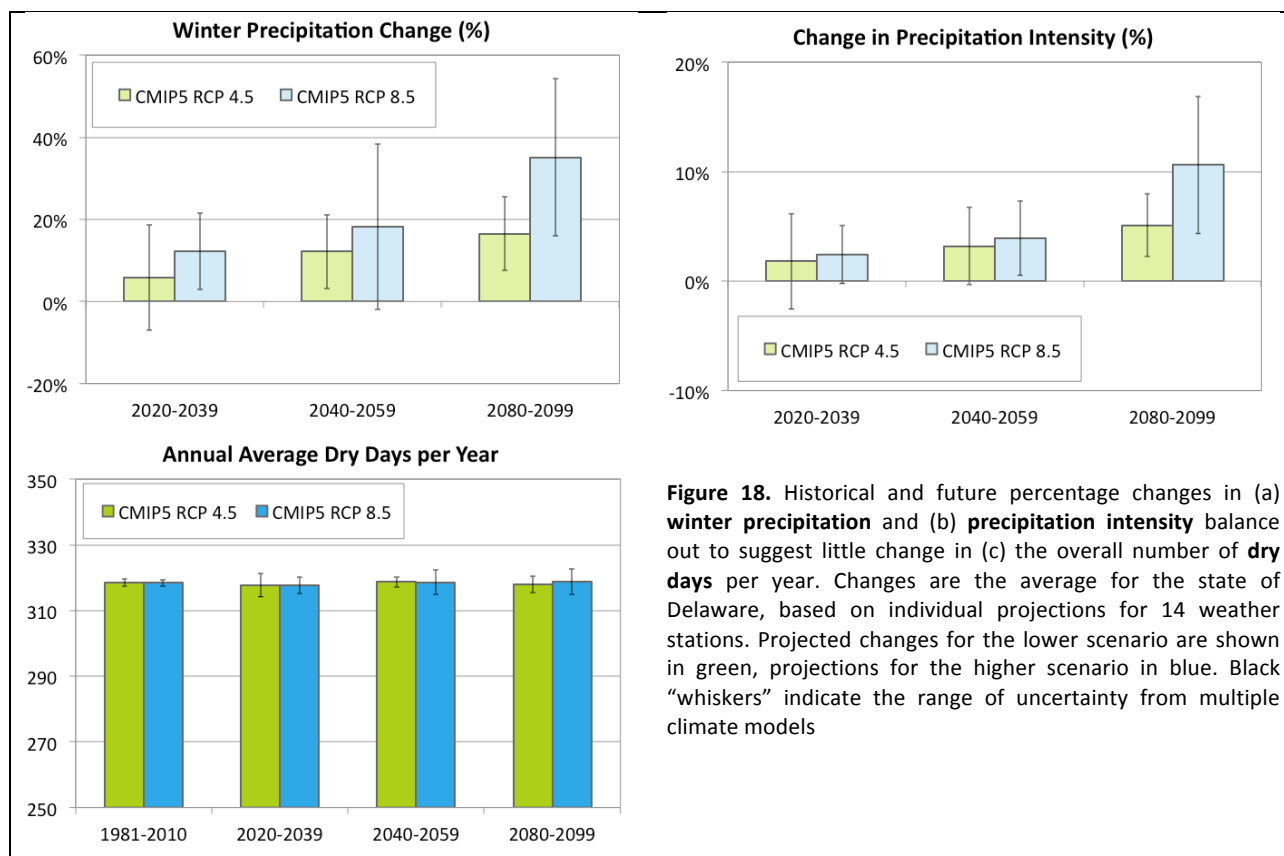 Winter Precipitation Change (%)
60%
CMIP5 RCP 4.5 CMIP5 RCP 8.5
40%
20%
0%
-20%
2020-2039 2040-2059 2080-2099
Change in Precipitation Intensity (%)
20%
10%
0%
CMIP5 RCP 4.5 CMIP5 RCP 8.5
-10%
2020-2039 2040-2059 2080-2099
Annual Average Dry Days per Year
350
CMIP5 RCP 4.5 CMIP5 RCP 8.5
330
310
290
270
250
1981-2010 2020-2039 2040-2059 2080-2099
Figure 18. Historical and future percentage changes in (a)
winter precipitation and (b) precipitation intensity balance
out to suggest little change in (c) the overall number of dry
days per year. Changes are the average for the state of
Delaware, based on individual projections for 14 weather
stations. Projected changes for the lower scenario are shown
in green, projections for the higher scenario in blue. Black
“whiskers” indicate the range of uncertainty from multiple
climate models